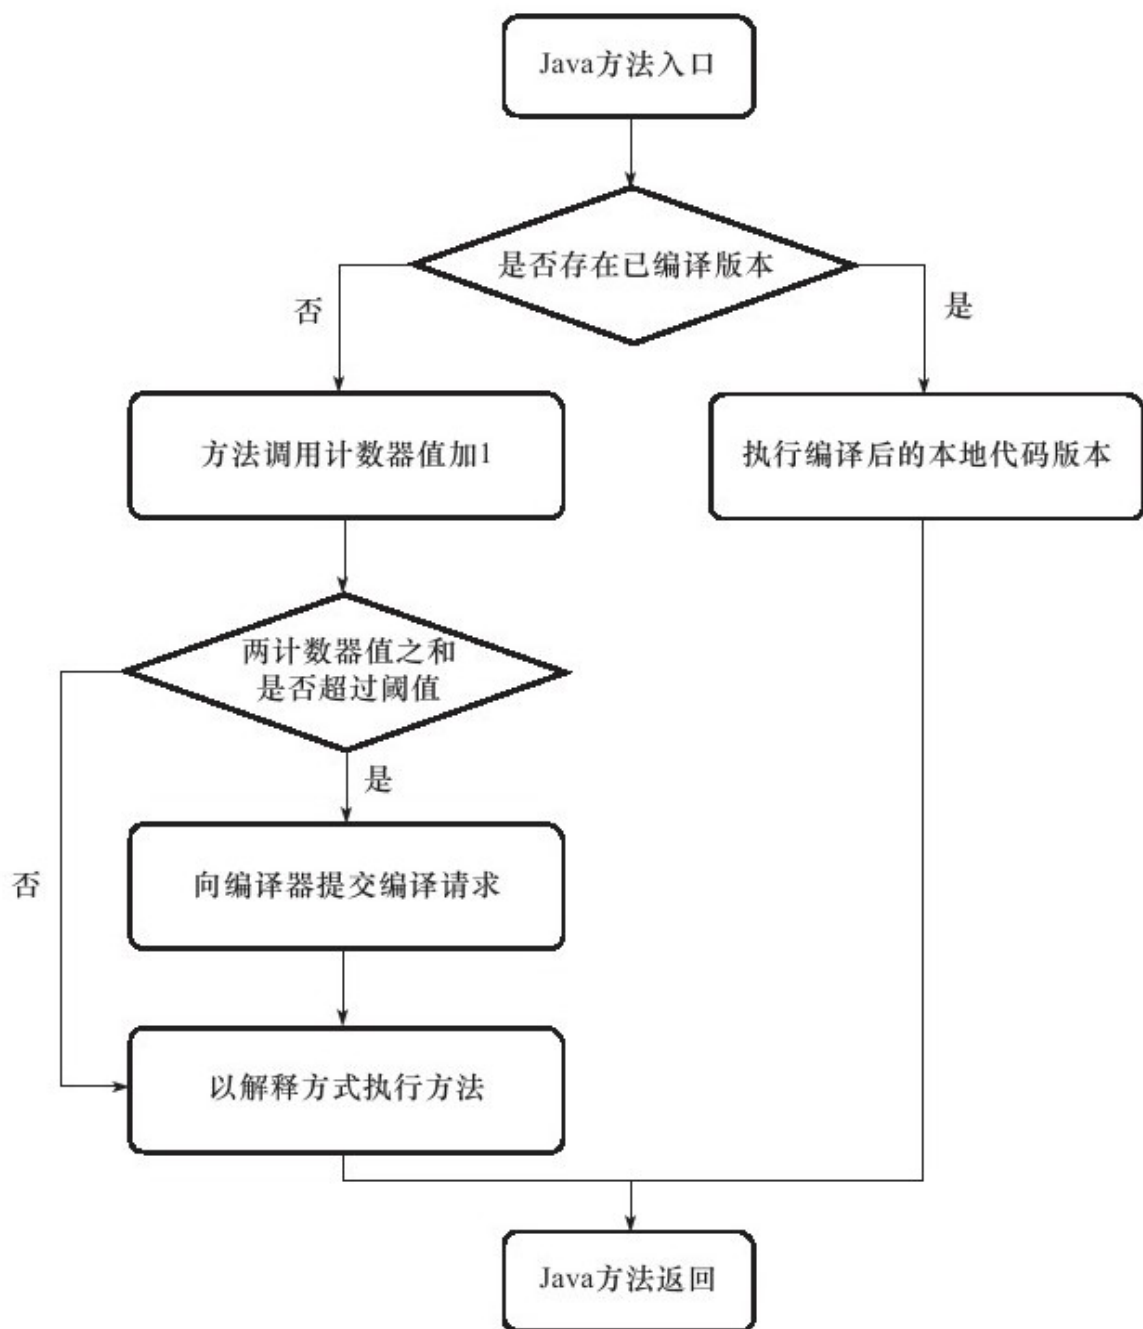 Java方法入口
是否存在已编译版本
否
是
方法调用计数器值加1
执行编译后的本地代码版本
两计数器值之和
是否超过阈值
是
否
向编译器提交编译请求
以解释方式执行方法
Java方法返回